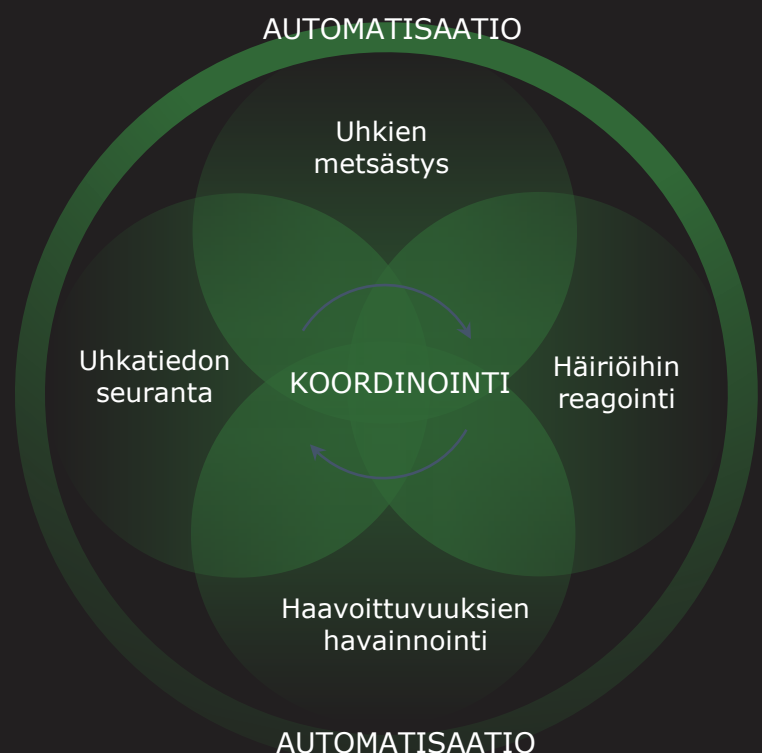 AUTOMATISAATIO
Uhkien
metsästys
Uhkatiedon
seuranta
KOORDINOINTI
Häiriöihin
reagointi
Haavoittuvuuksien
havainnointi
AUTOMATISAATIO